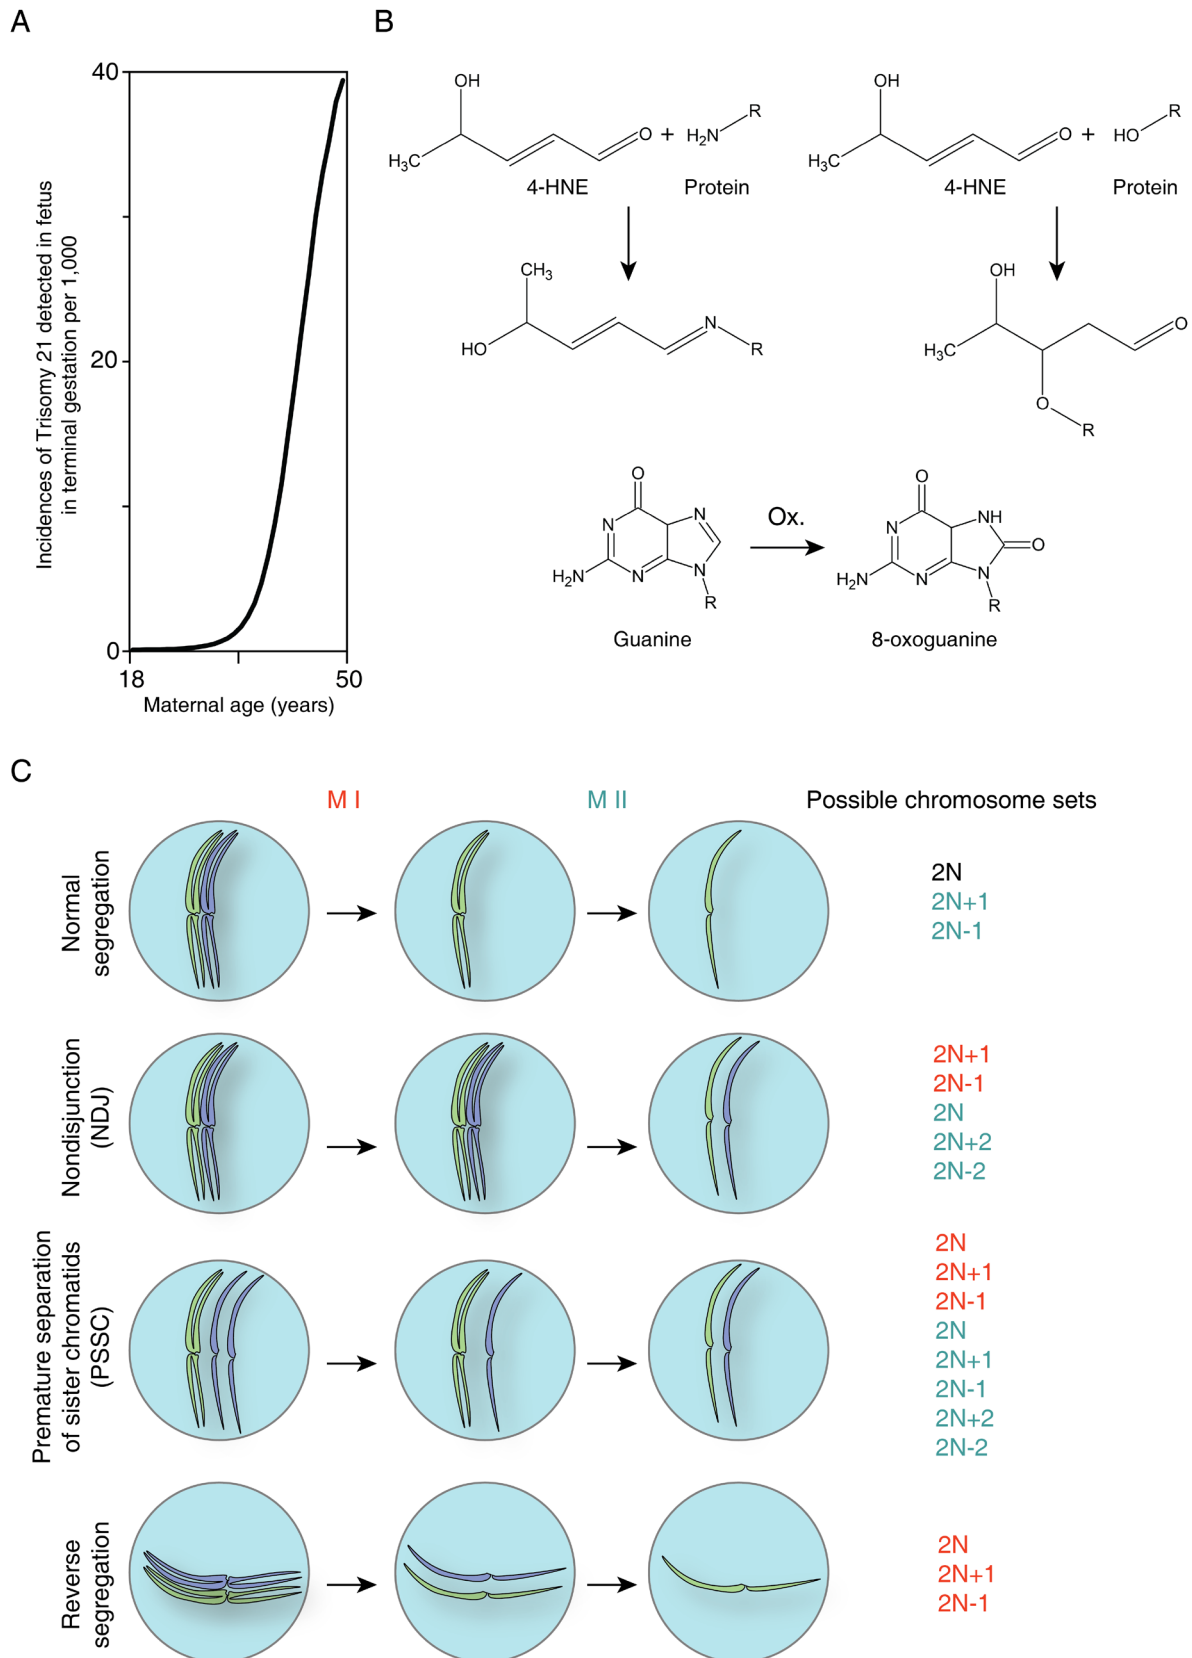 A
B
40
20
0
18
50
Incidences of Trisomy 21 detected in fetus
in terminal gestation per 1,000
Maternal age (years)
OH
H₃C
O
+
H₂N
R
4-HNE
Protein
OH
H₃C
O
+
HO
R
4-HNE
Protein
CH₃
HO
N
R
OH
H₃C
O
O
R
O
N
N
H₂N
N
N
R
Guanine
Ox.
O
N
NH
O
H₂N
N
N
R
8-oxoguanine
C
M I
M II
Possible chromosome sets
Normal
segregation
2N
2N+1
2N-1
Nondisjunction
(NDJ)
2N+1
2N-1
2N
2N+2
2N-2
Premature separation
of sister chromatids
(PSSC)
2N
2N+1
2N-1
2N
2N+1
2N-1
2N+2
2N-2
Reverse
segregation
2N
2N+1
2N-1